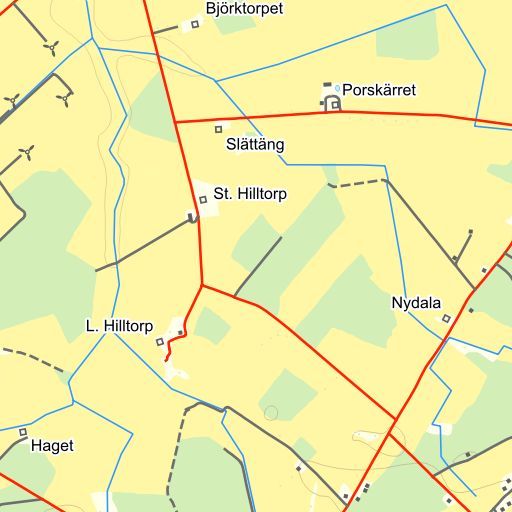 Björktorpet
Porskärret
Slättäng
St. Hilltorp
Nydala
L. Hilltorp
Haget